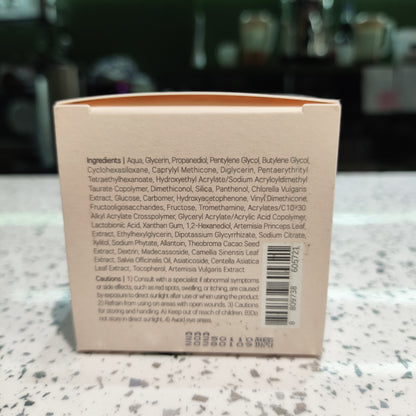 Ingredients | Aqua, Glycerin, Propanediol, Pentylene Glycol, Butylene Glycol,
Cyclohexasiloxane, Caprylyl Methicone, Diglycerin, Pentaerythrityl
Tetraethylhexanoate, Hydroxyethyl Acrylate/Sodium Acryloyldimethyl
Taurate Copolymer, Dimethiconol, Silica, Panthenol, Chlorella Vulgaris
Extract, Glucose, Carbomer, Hydroxyacetophenone, Vinyl Dimethicone,
Fructooligosaccharides, Fructose, Tromethamine, Acrylates/C10-30
Alkyl Acrylate Crosspolymer, Glyceryl Acrylate/Acrylic Acid Copolymer,
Lactobionic Acid, Xanthan Gum, 1,2-Hexanediol, Artemisia Princeps Leaf
Extract, Ethylhexylglycerin, Dipotassium Glycyrrhizate, Sodium Citrate,
Xylitol, Sodium Phytate, Allantoin, Theobroma Cacao Seed
Extract, Dextrin, Madecassoside, Camellia Sinensis Leaf
Extract, Salvia Officinalis Oil, Asiaticoside, Centella Asiatica
Leaf Extract, Tocopherol, Artemisia Vulgaris Extract
Cautions | 1) Consult with a specialist if abnormal symptoms
or side effects, such as red spots, swelling, or itching, are caused
by exposure to direct sunlight after use or when using the product
2) Refrain from using on areas with open wounds. 3) Cautions
for storing and handling. A) Keep out of reach of children. B) Do
not store in direct sunlight. 4) Avoid eye areas.
605721